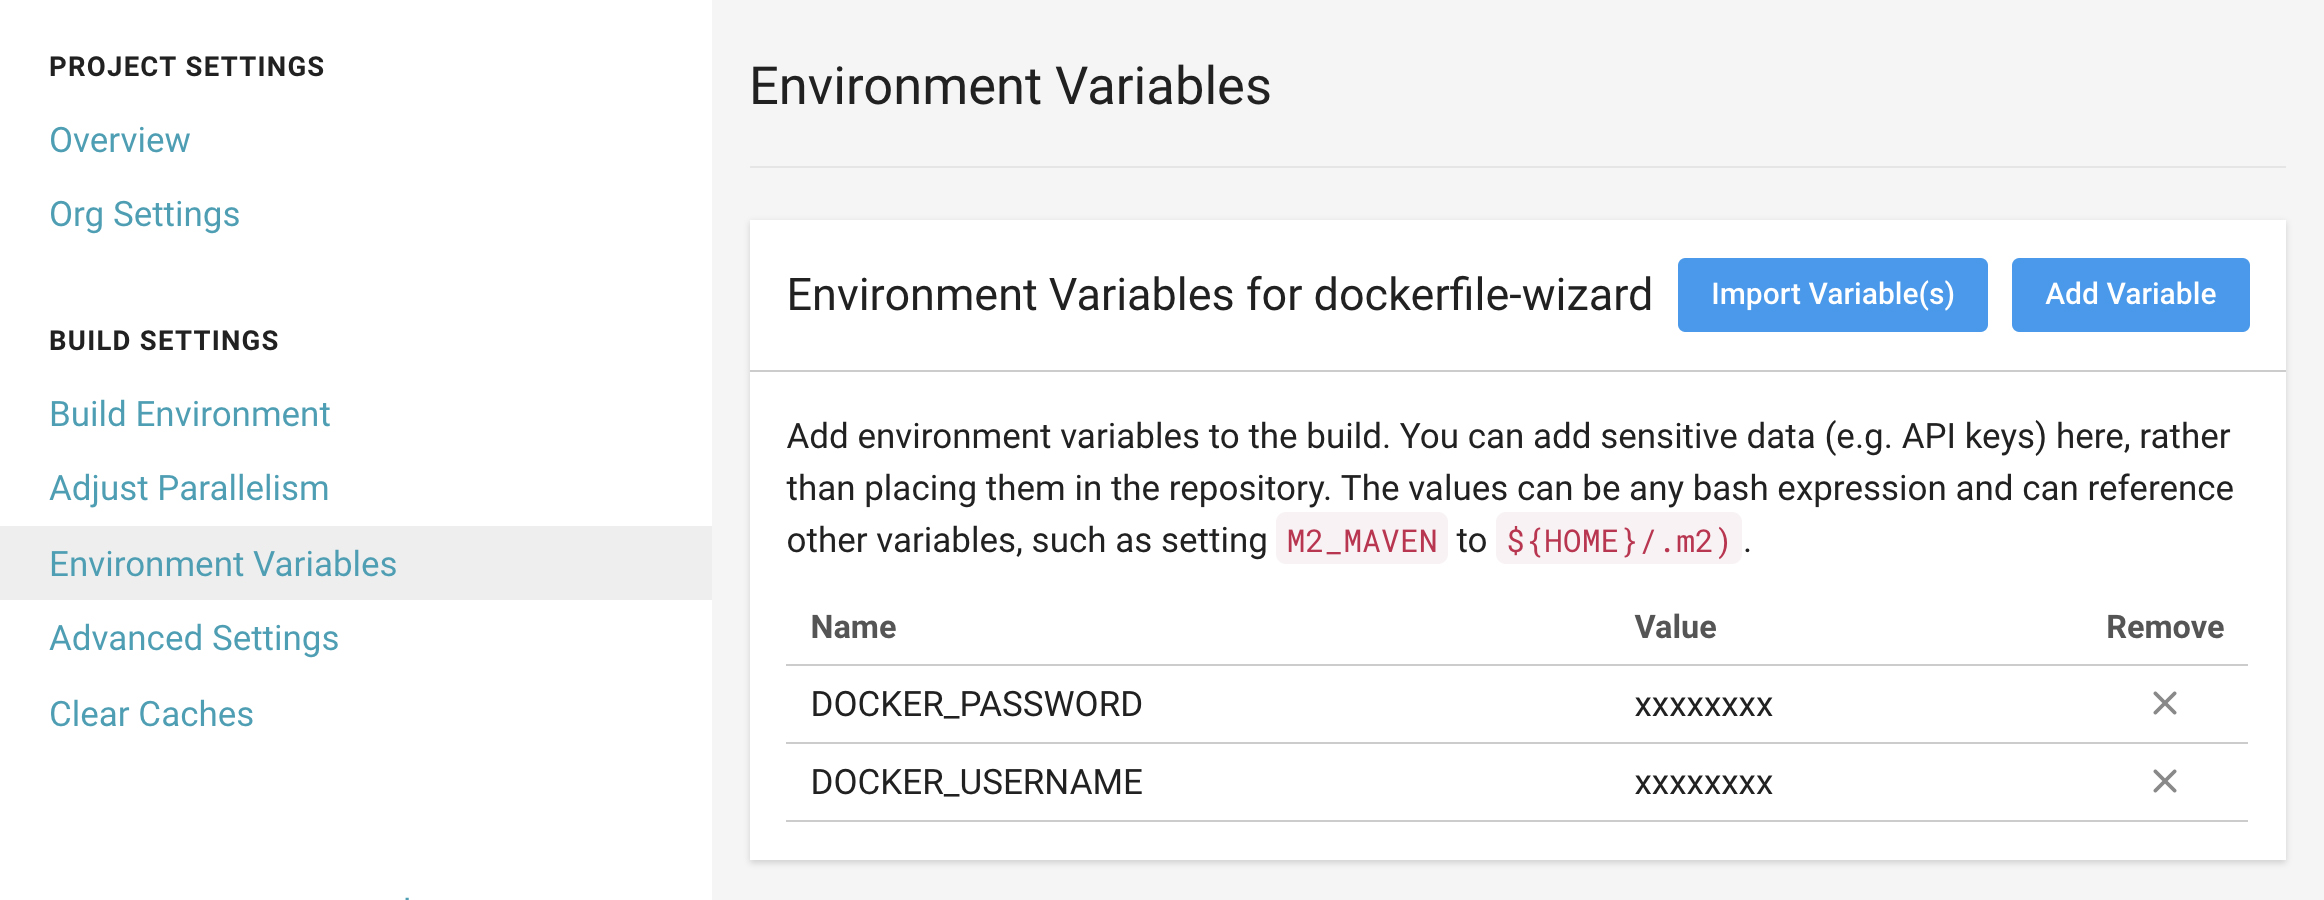 PROJECT SETTINGS
Overview
Org Settings
BUILD SETTINGS
Build Environment
Adjust Parallelism
Environment Variables
Advanced Settings
Clear Caches
Environment Variables
Environment Variables for dockerfile-wizard
Import Variable(s)
Add Variable
Add environment variables to the build. You can add sensitive data (e.g. API keys) here, rather
than placing them in the repository. The values can be any bash expression and can reference
other variables, such as setting M2_MAVEN to ${HOME}/.m2) .
Name Value Remove
DOCKER_PASSWORD xxxxxxxx
DOCKER_USERNAME xxxxxxxx